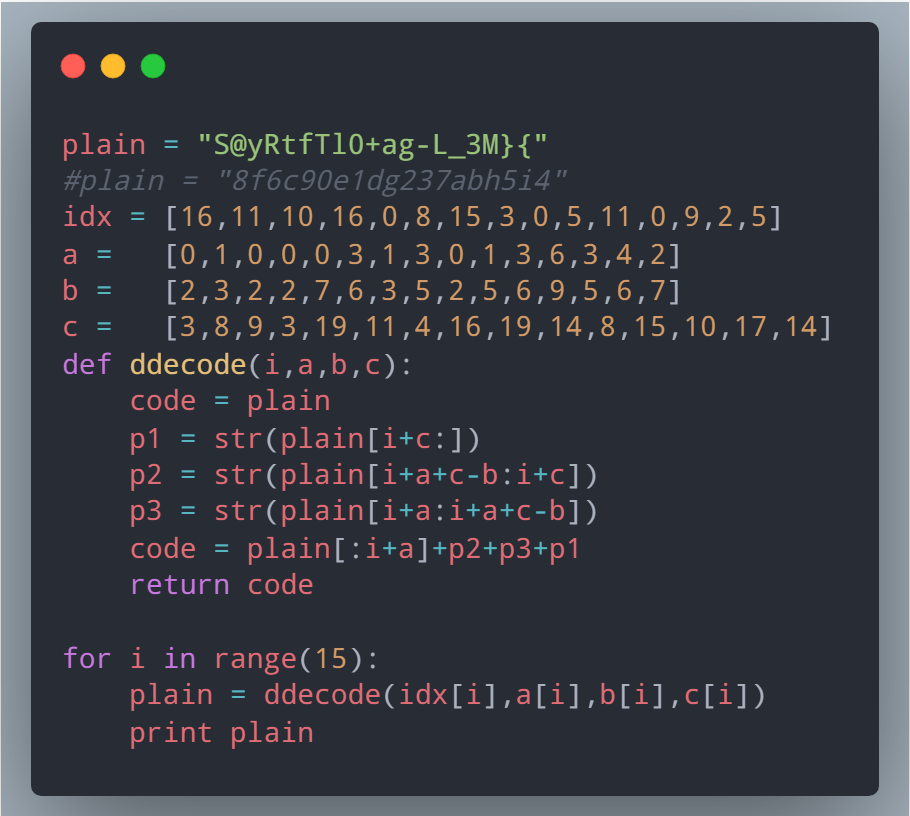 plain = "S@yRtfTl0+ag-L_3M}{"
#plain = "8f6c90e1dg237abh5i4"
idx = [16,11,10,16,0,8,15,3,0,5,11,0,9,2,5]
a =   [0,1,0,0,0,3,1,3,0,1,3,6,3,4,2]
b =   [2,3,2,2,7,6,3,5,2,5,6,9,5,6,7]
c =   [3,8,9,3,19,11,4,16,19,14,8,15,10,17,14]
def ddecode(i,a,b,c):
    code = plain
    p1 = str(plain[i+c:])
    p2 = str(plain[i+a+c-b:i+c])
    p3 = str(plain[i+a:i+a+c-b])
    code = plain[:i+a]+p2+p3+p1
    return code
for i in range(15):
    plain = ddecode(idx[i],a[i],b[i],c[i])
    print plain